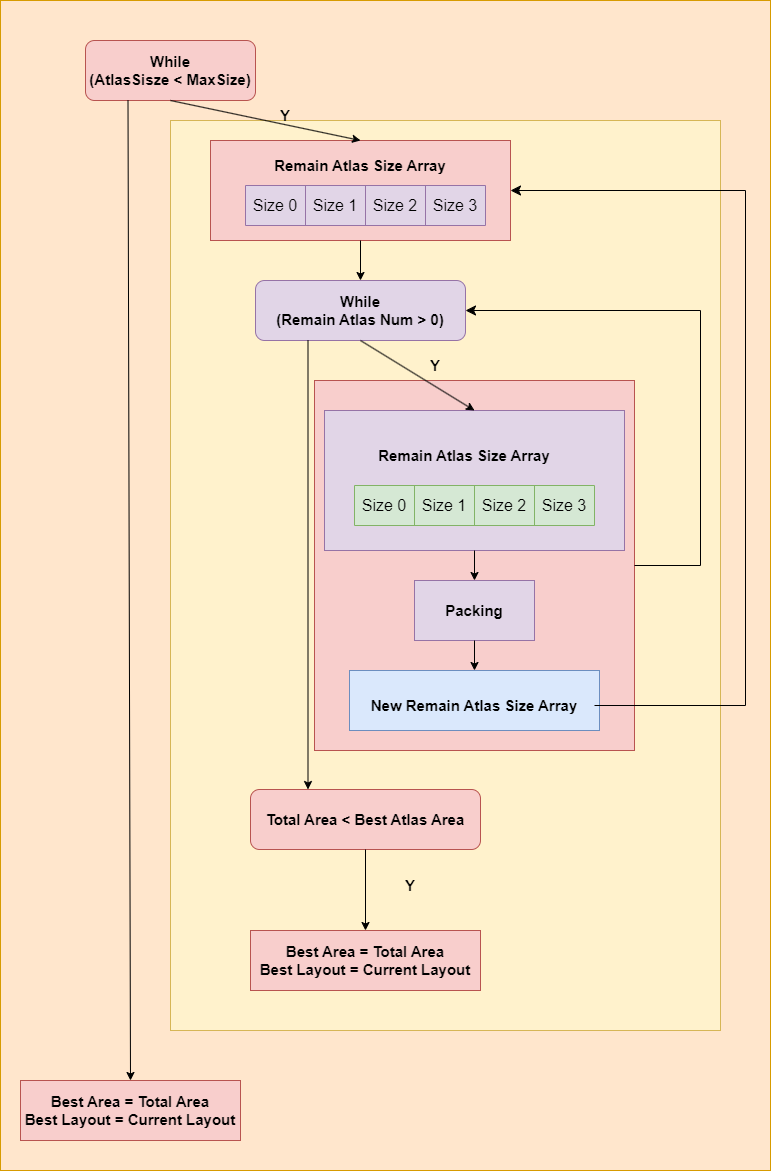 While
(AtlasSisze < MaxSize)
Y
Remain Atlas Size Array
Size 0 Size 1 Size 2 Size 3
While
(Remain Atlas Num > 0)
Y
Remain Atlas Size Array
Size 0 Size 1 Size 2 Size 3
Packing
New Remain Atlas Size Array
Total Area < Best Atlas Area
Y
Best Area = Total Area
Best Layout = Current Layout
Best Area = Total Area
Best Layout = Current Layout